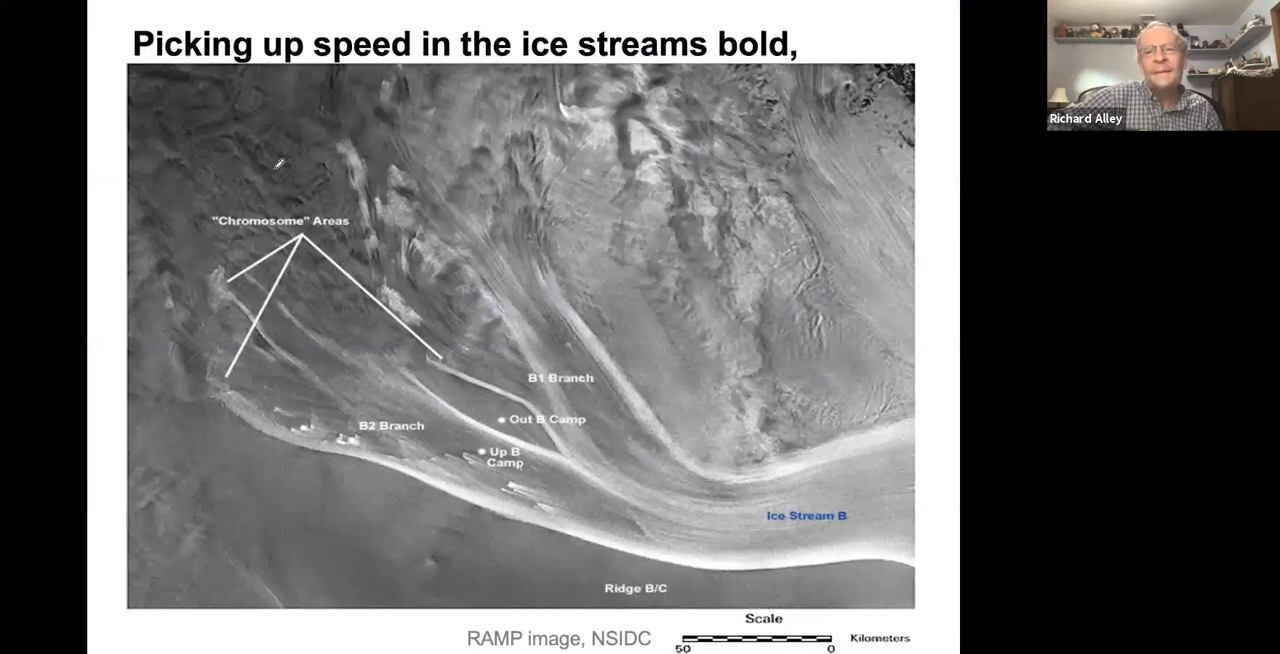 Picking up speed in the ice streams bold,
Richard Alley
"Chromosome" Areas
B1 Branch
Out B Camp
B2 Branch
Up B
Camp
Ice Stream B
Ridge B/C
Scale
RAMP image, NSIDC
Kilometers
50 0